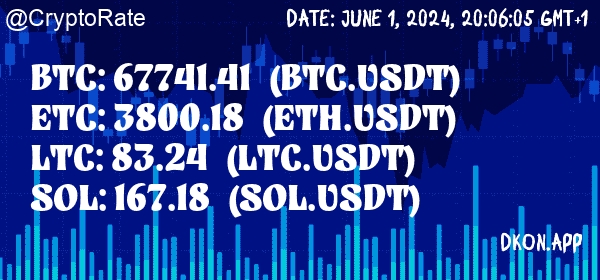 @CryptoRate
DATE: JUNE 1, 2024, 20:06:05 GMT+1
BTC: 67741.41 (BTC.USDT)
ETC: 3800.18 (ETH.USDT)
LTC: 83.24 (LTC.USDT)
SOL: 167.18 (SOL.USDT)
DKON.APP